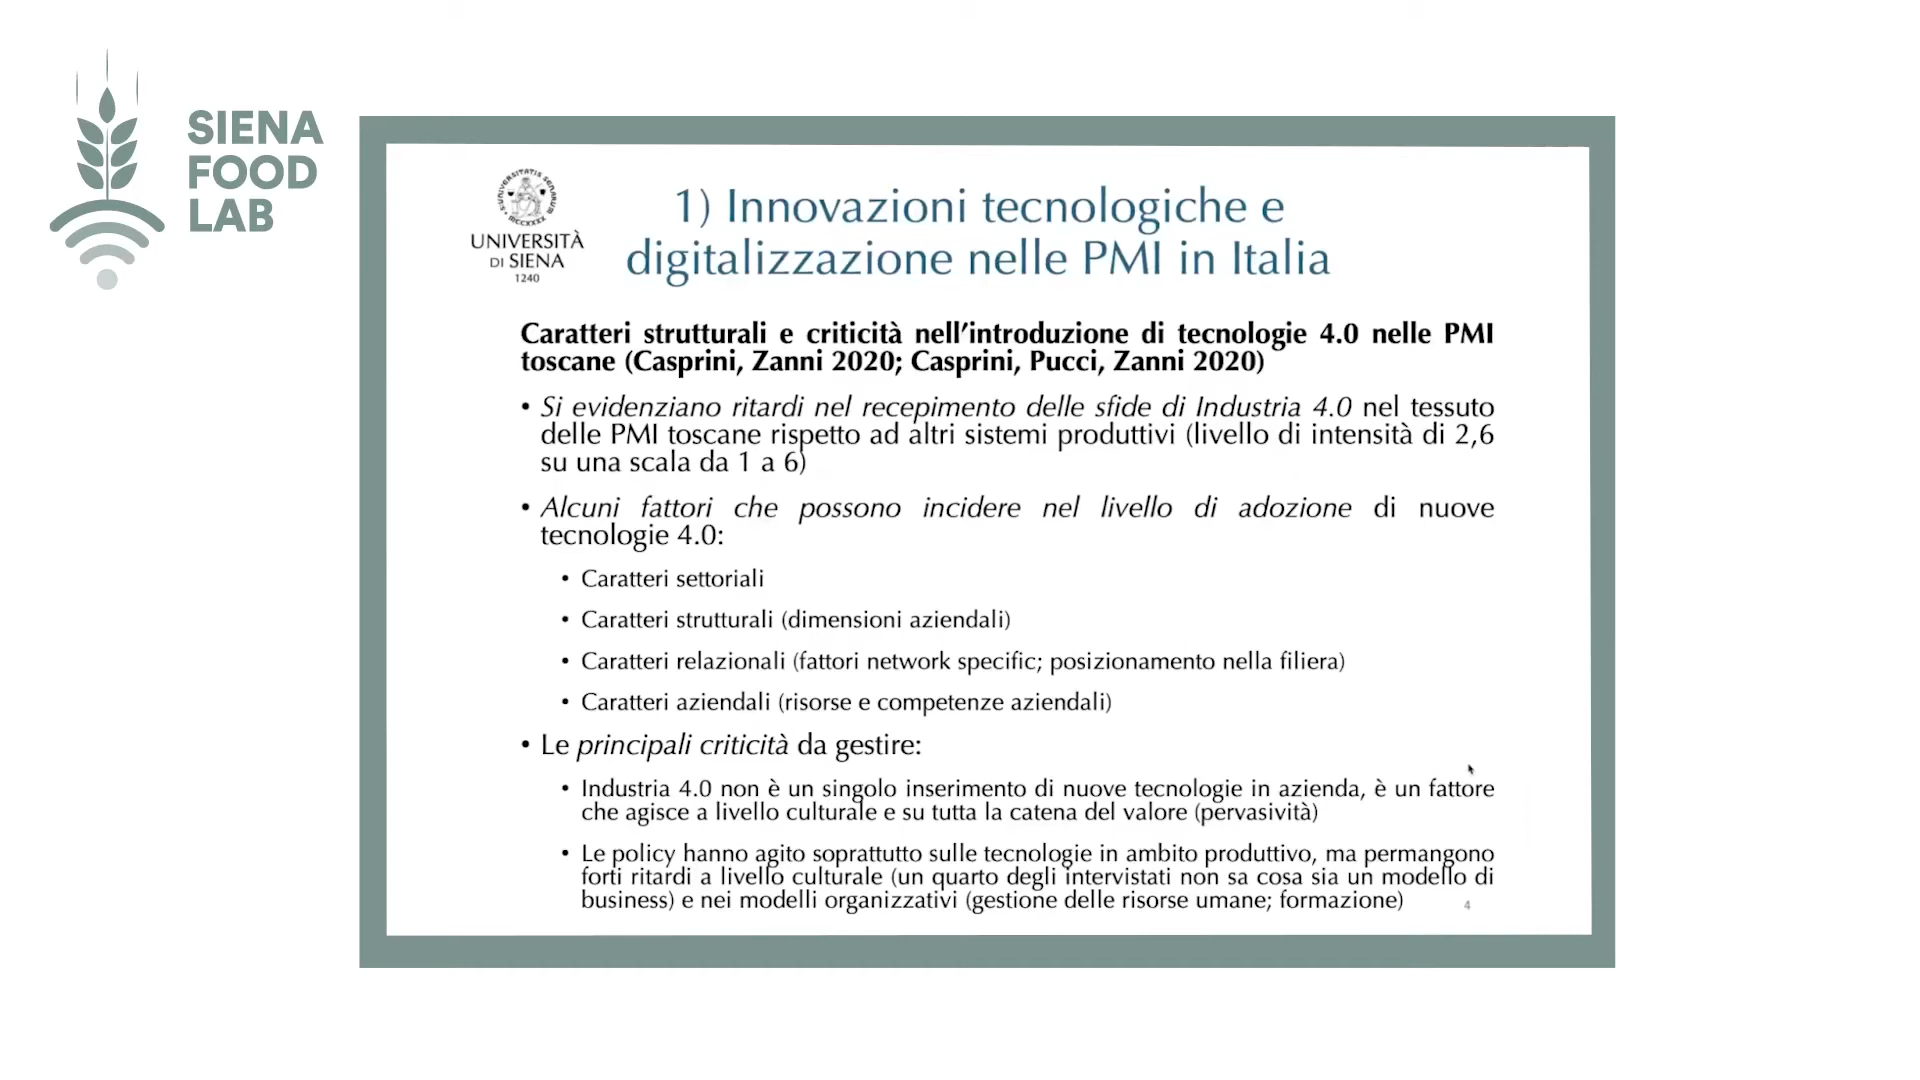 SIENA
FOOD
LAB
UNIVERSITÀ
DI SIENA
1240
1) Innovazioni tecnologiche e
digitalizzazione nelle PMI in Italia
Caratteri strutturali e criticità nell'introduzione di tecnologie 4.0 nelle PMI
toscane (Casprini, Zanni 2020; Casprini, Pucci, Zanni 2020)
• Si evidenziano ritardi nel recepimento delle sfide di Industria 4.0 nel tessuto
delle PMI toscane rispetto ad altri sistemi produttivi (livello di intensità di 2,6
su una scala da 1 a 6)
• Alcuni fattori che possono incidere nel livello di adozione di nuove
tecnologie 4.0:
• Caratteri settoriali
• Caratteri strutturali (dimensioni aziendali)
• Caratteri relazionali (fattori network specific; posizionamento nella filiera)
• Caratteri aziendali (risorse e competenze aziendali)
• Le principali criticità da gestire:
• Industria 4.0 non è un singolo inserimento di nuove tecnologie in azienda, è un fattore
che agisce a livello culturale e su tutta la catena del valore (pervasività)
• Le policy hanno agito soprattutto sulle tecnologie in ambito produttivo, ma permangono
forti ritardi a livello culturale (un quarto degli intervistati non sa cosa sia un modello di
business) e nei modelli organizzativi (gestione delle risorse umane; formazione)
4